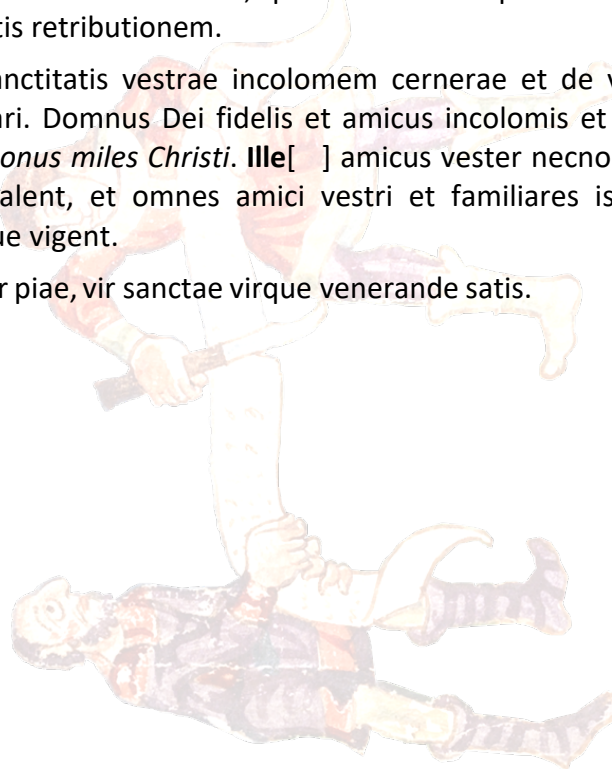 tis retributionem.
nctitatis vestrae incolomem cernerae et de v
ari. Domnus Dei fidelis et amicus incolomis et
onus miles Christi. Ille[ ] amicus vester necno
alent, et omnes amici vestri et familiares is
ue vigent.
r piae, vir sanctae virque venerande satis.